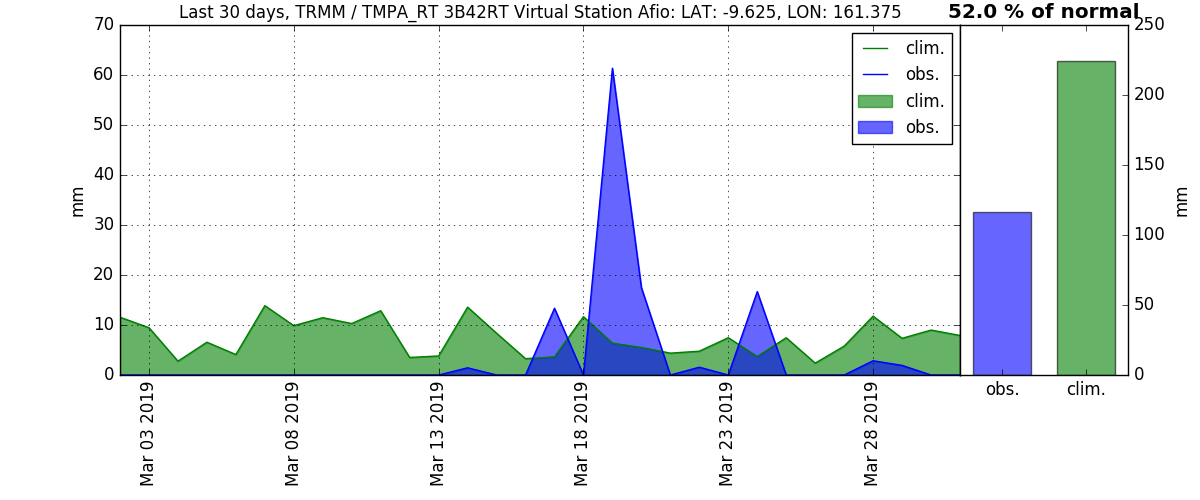 Last 30 days, TRMM / TMPA_RT 3B42RT Virtual Station Afio: LAT: -9.625, LON: 161.375
52.0 % of normal
70
60
50
40
30
20
10
0
mm
clim.
obs.
clim.
obs.
Mar 03 2019
Mar 08 2019
Mar 13 2019
Mar 18 2019
Mar 23 2019
Mar 28 2019
250
200
150
100
50
0
mm
obs.
clim.